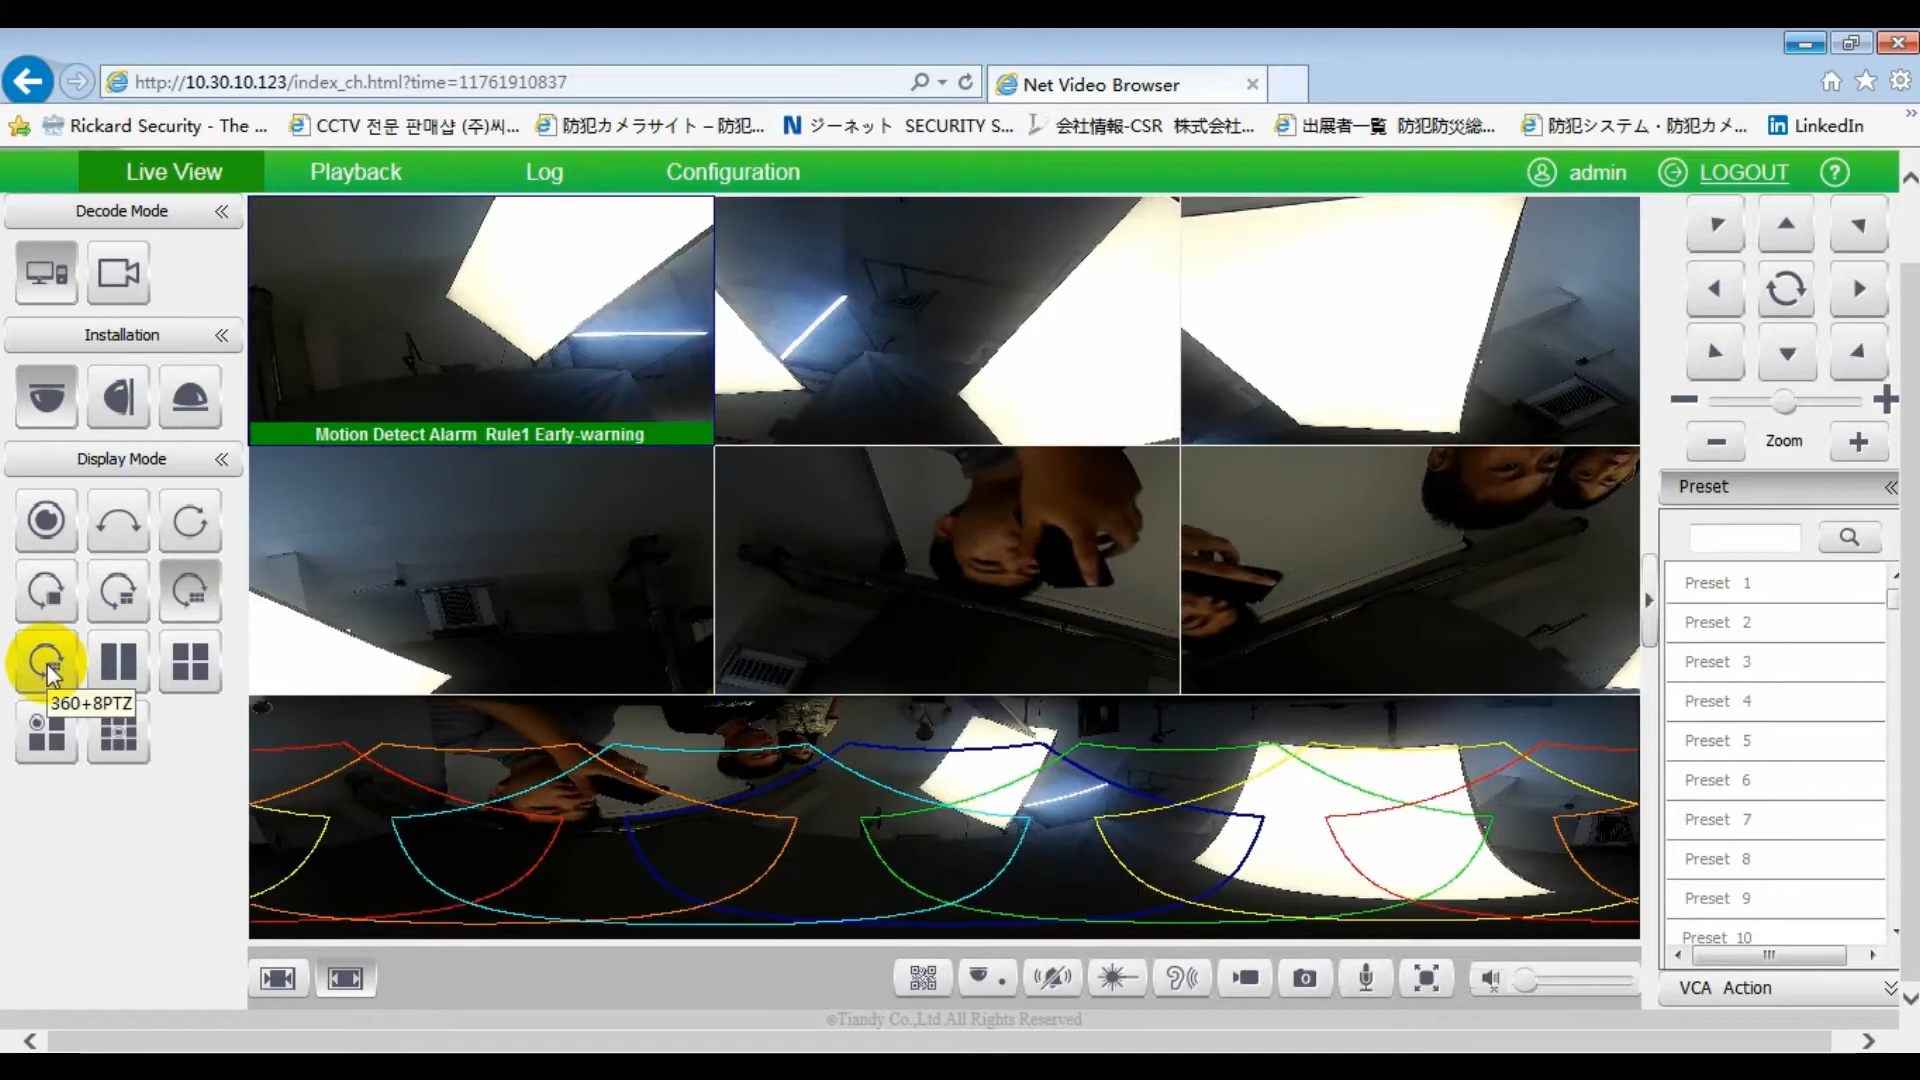 http://10.30.10.123/index_ch.html?time=11761910837
Net Video Browser
Rickard Security - The ...
CCTV 전문 판매샵 (주)씨...
防犯カメラサイト – 防犯...
N ジーネット SECURITY S...
会社情報-CSR 株式会社...
出展者一覧 防犯防災総...
防犯システム・防犯カメ...
in LinkedIn
Live View
Playback
Log
Configuration
admin
LOGOUT
?
Decode Mode
Installation
Display Mode
360+8PTZ
Motion Detect Alarm Rule1 Early-warning
Zoom
Preset
Preset 1
Preset 2
Preset 3
Preset 4
Preset 5
Preset 6
Preset 7
Preset 8
Preset 9
Preset 10
VCA Action
©Tiandy Co.,Ltd All Rights Reserved